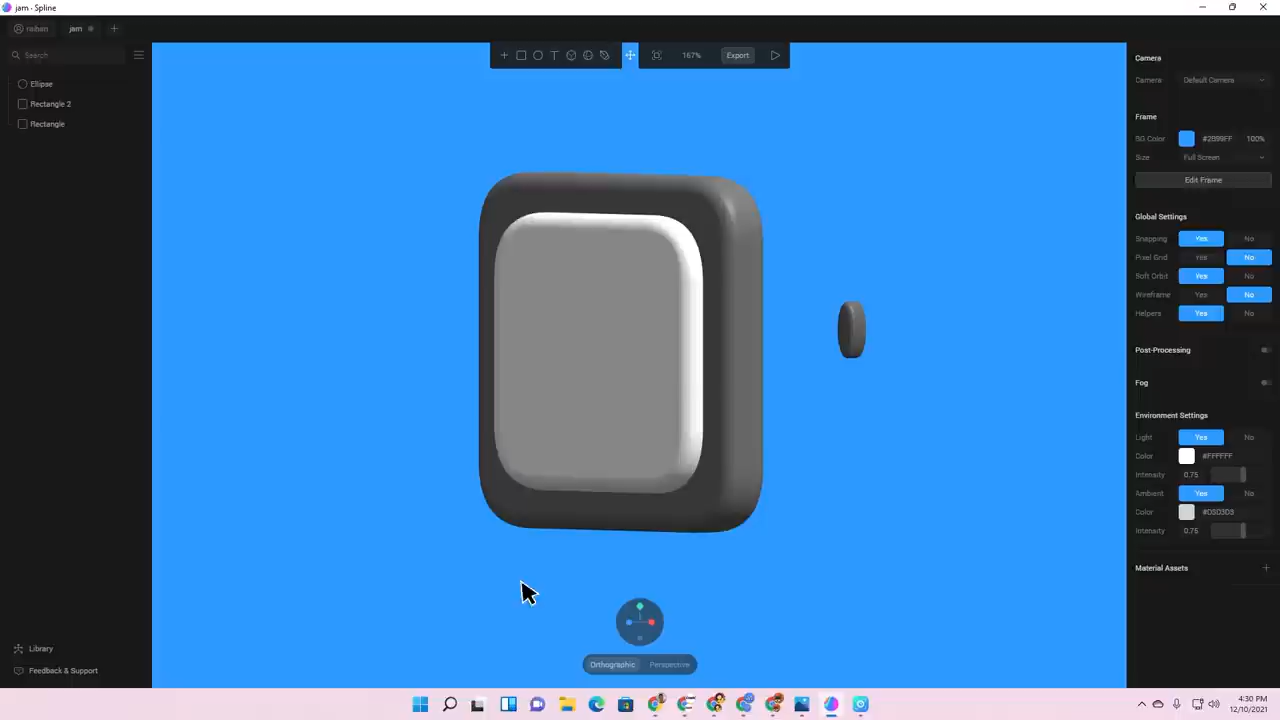 jam - Spline
reihen
jam
Search
167%
Export
Ellipse
Rectangle 2
Rectangle
Camera
Camera
Default Camera
Frame
BG Color
#2B99FF
100%
Size
Full Screen
Edit Frame
Global Settings
Snapping
Yes
No
Pixel Grid
Yes
No
Soft Orbit
Yes
No
Wireframe
Yes
No
Helpers
Yes
No
Post-Processing
Fog
Environment Settings
Light
Yes
No
Color
#FFFFFF
Intensity
0.75
Ambient
Yes
No
Color
#D3D3D3
Intensity
0.75
Material Assets
Library
Feedback & Support
Orthographic
Perspective
4:30 PM
12/10/2021